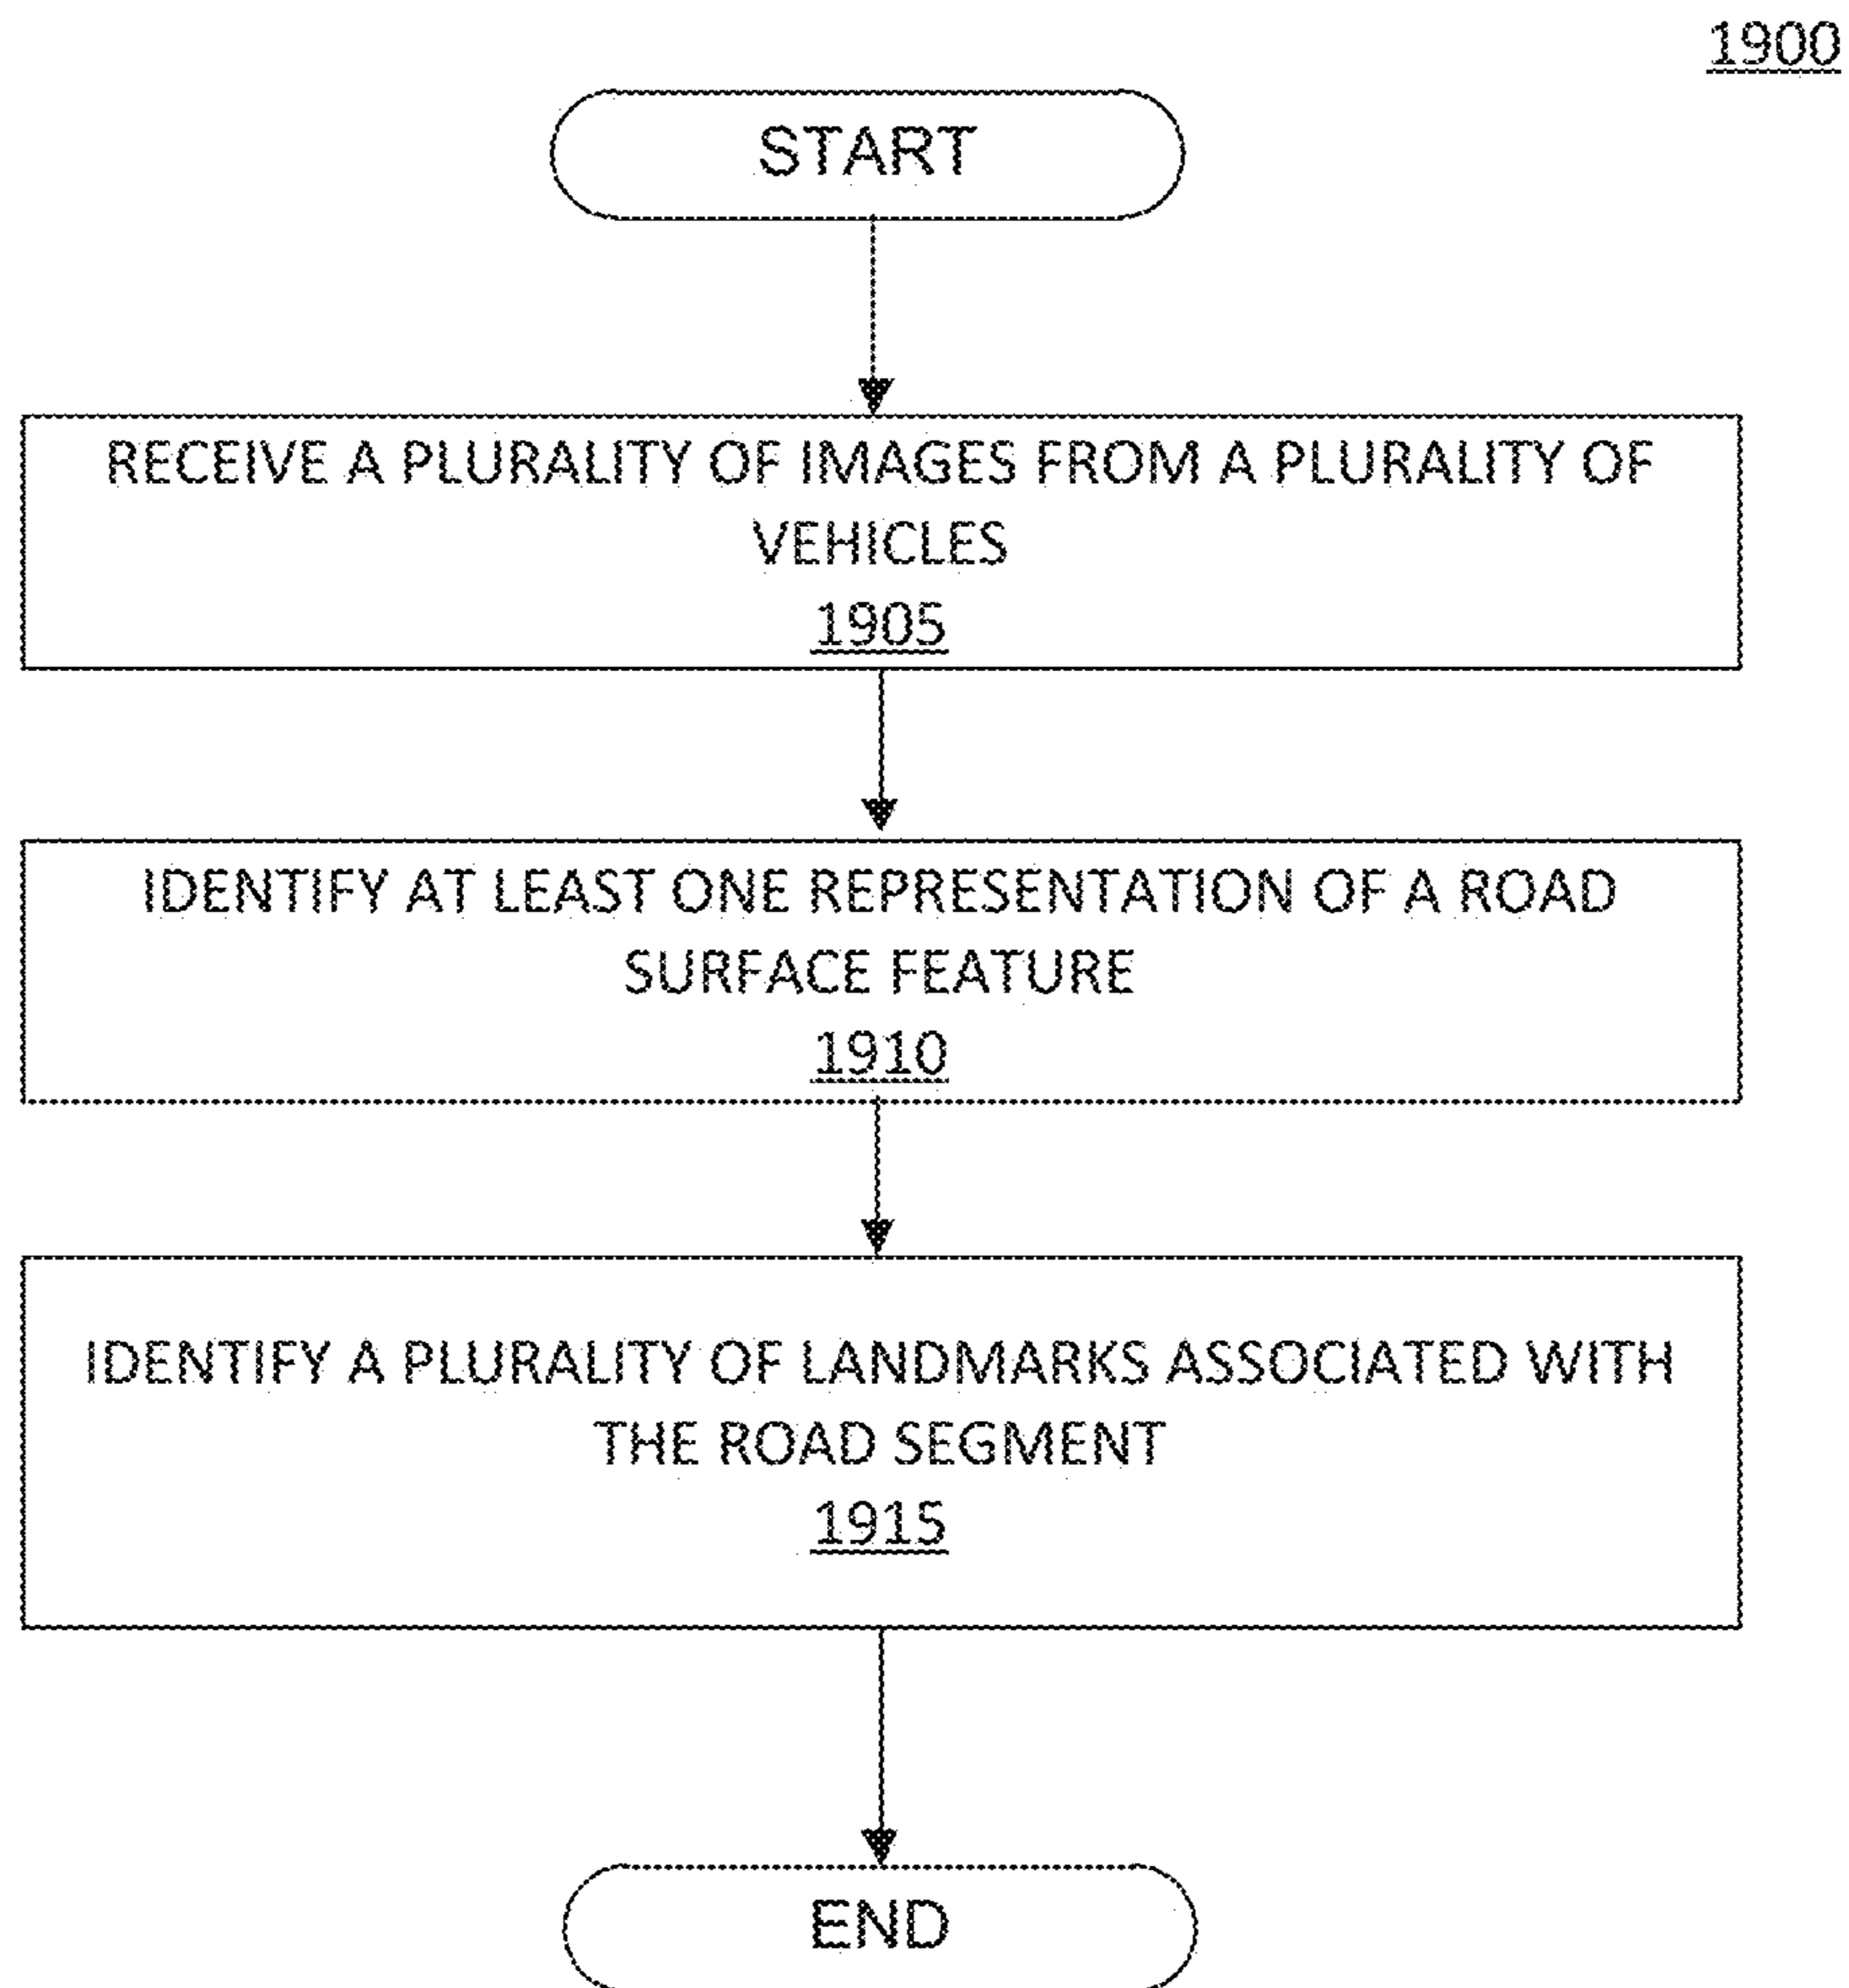 1900
START
RECEIVE A PLURALITY OF IMAGES FROM A PLURALITY OF
VEHICLES
1905
IDENTIFY AT LEAST ONE REPRESENTATION OF A ROAD
SURFACE FEATURE
1910
IDENTIFY A PLURALITY OF LANDMARKS ASSOCIATED WITH
THE ROAD SEGMENT
1915
END